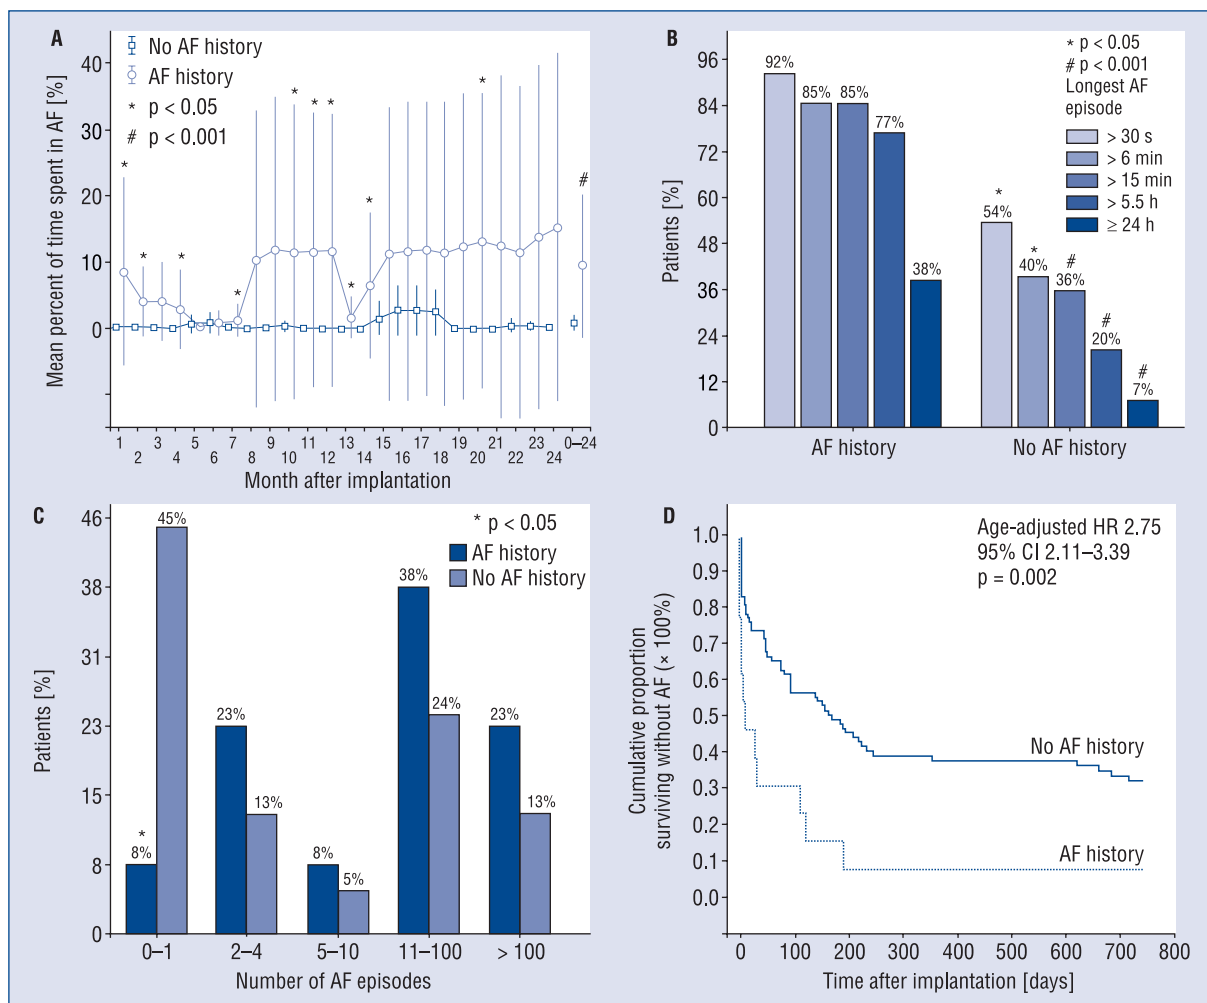 A
No AF history
AF history
* p < 0.05
# p < 0.001
Mean percent of time spent in AF [%]
40
30
20
10
0
* * * * * * * * * * #
1 2 3 4 5 6 7 8 9 10 11 12 13 14 15 16 17 18 19 20 21 22 23 24 0–24
Month after implantation
B
* p < 0.05
# p < 0.001
Longest AF
episode
> 30 s
> 6 min
> 15 min
> 5.5 h
≥ 24 h
Patients [%]
96
84
72
60
48
36
24
12
0
92%
85%
85%
77%
38%
*
54%
*
40%
#
36%
#
20%
#
7%
AF history
No AF history
C
* p < 0.05
AF history
No AF history
Patients [%]
46
38
31
23
15
8
0
*
8%
45%
23%
13%
8%
5%
38%
24%
23%
13%
0–1
2–4
5–10
11–100
> 100
Number of AF episodes
D
Age-adjusted HR 2.75
95% CI 2.11–3.39
p = 0.002
Cumulative proportion
surviving without AF (× 100%)
1.0
0.9
0.8
0.7
0.6
0.5
0.4
0.3
0.2
0.1
0.0
No AF history
AF history
0 100 200 300 400 500 600 700 800
Time after implantation [days]